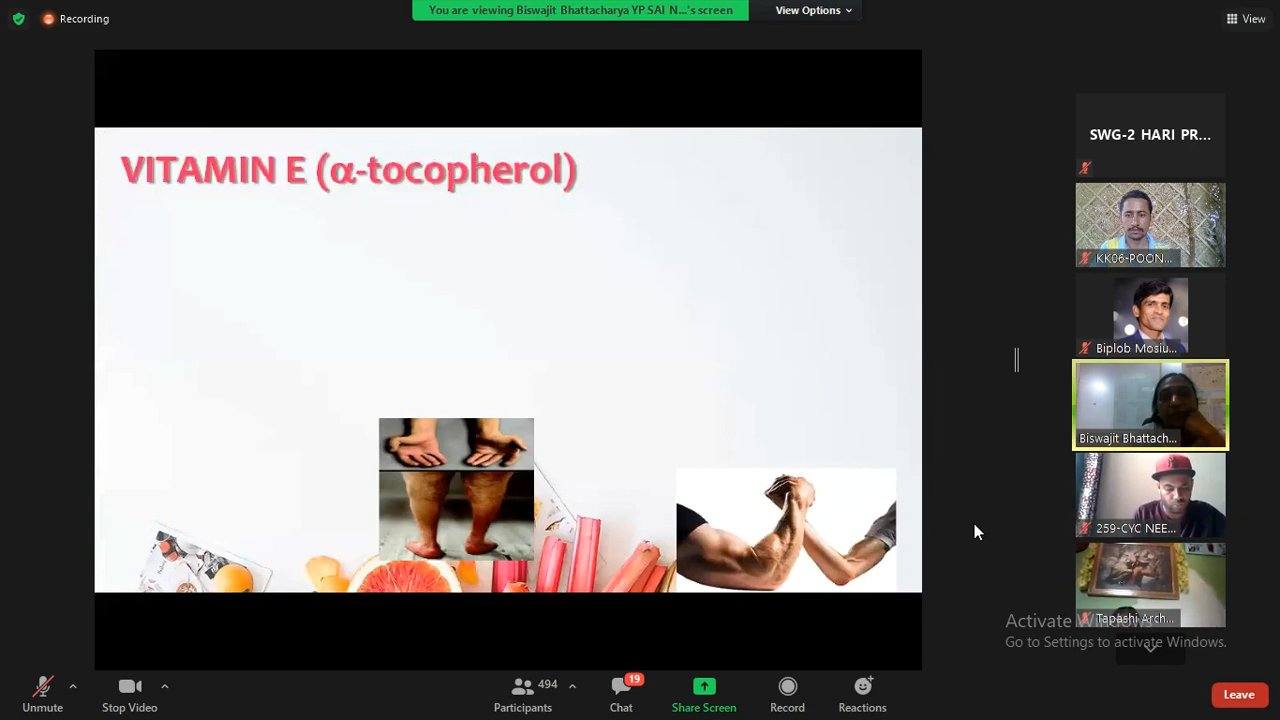 Recording
You are viewing Biswajit Bhattacharya YP SAI N...'s screen
View Options
View
VITAMIN E (α-tocopherol)
SWG-2 HARI PR...
KK06-POON...
Biplob Mosiu...
Biswajit Bhattach...
259-CYC NEE...
Tapashi Arch...
Activate Windows
Go to Settings to activate Windows.
Unmute
Stop Video
494
Participants
19
Chat
Share Screen
Record
Reactions
Leave